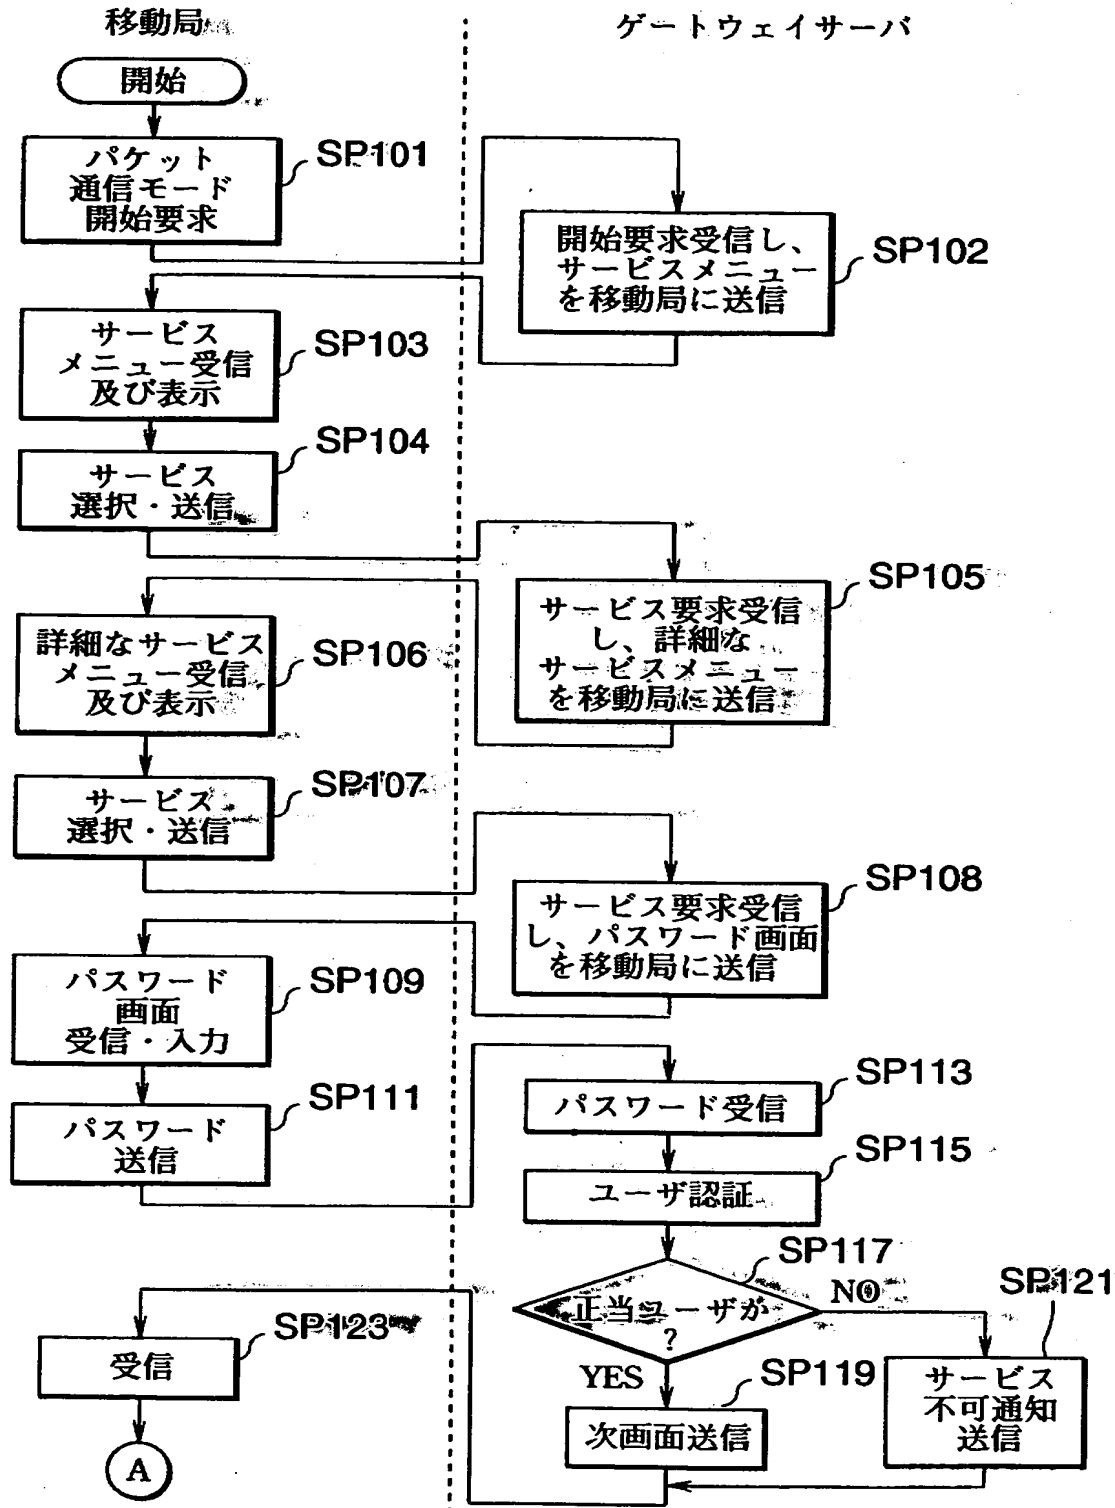 移動局
ゲートウェイサーバ
開始
パケット
通信モード
開始要求
SP101
開始要求受信し、
サービスメニュー
を移動局に送信
SP102
サービス
メニュー受信
及び表示
SP103
サービス
選択・送信
SP104
サービス要求受信
し、詳細な
サービスメニュー
を移動局に送信
SP105
詳細なサービス
メニュー受信
及び表示
SP106
サービス
選択・送信
SP107
サービス要求受信
し、パスワード画面
を移動局に送信
SP108
パスワード
画面
受信・入力
SP109
パスワード
送信
SP111
パスワード受信
SP113
ユーザ認証
SP115
正当ユーザか
?
SP117
NO
YES
次画面送信
SP119
サービス
不可通知
送信
SP121
受信
SP123
A